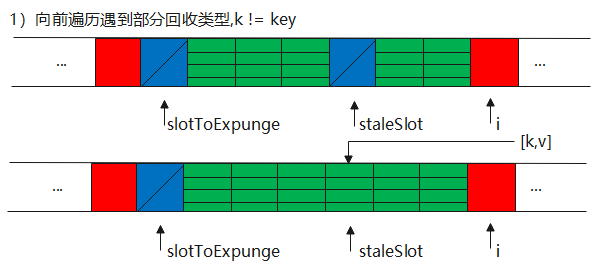 1）向前遍历遇到部分回收类型,k != key
... ...
slotToExpunge staleSlot i
[k,v]
... ...
slotToExpunge staleSlot i